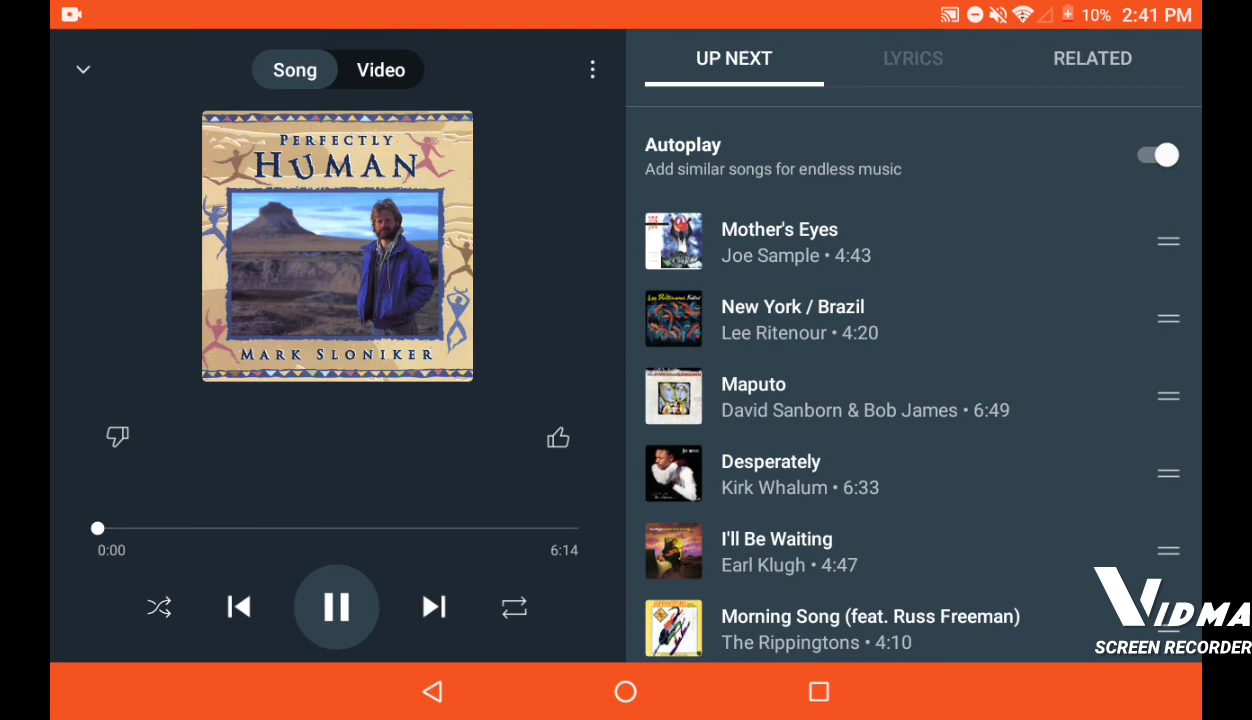 10% 2:41 PM
Song Video
PERFECTLY
HUMAN
MARK SLONIKER
0:00 6:14
UP NEXT LYRICS RELATED
Autoplay
Add similar songs for endless music
Mother's Eyes
Joe Sample • 4:43
New York / Brazil
Lee Ritenour • 4:20
Maputo
David Sanborn & Bob James • 6:49
Desperately
Kirk Whalum • 6:33
I'll Be Waiting
Earl Klugh • 4:47
Morning Song (feat. Russ Freeman)
The Rippingtons • 4:10
VIDMA
SCREEN RECORDER